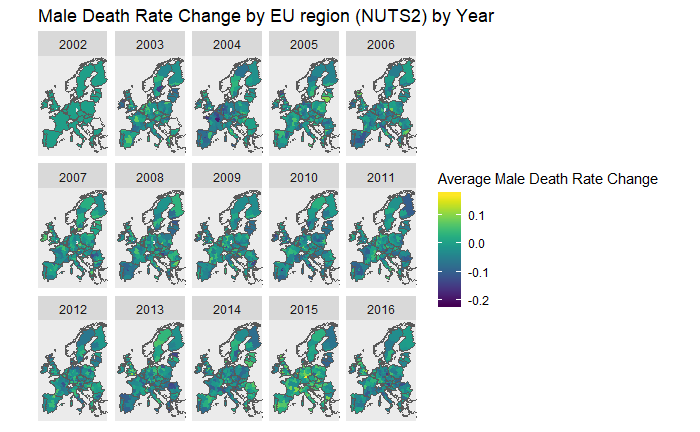 Male Death Rate Change by EU region (NUTS2) by Year
2002 2003 2004 2005 2006
2007 2008 2009 2010 2011
2012 2013 2014 2015 2016
Average Male Death Rate Change
0.1
0.0
-0.1
-0.2